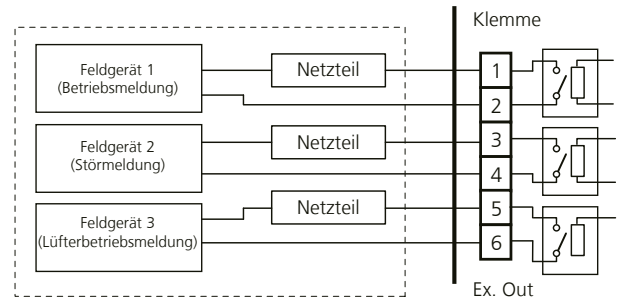 Klemme
Feldgerät 1
(Betriebsmeldung)
Netzteil
1
2
Feldgerät 2
(Störmeldung)
Netzteil
3
4
Feldgerät 3
(Lüfterbetriebsmeldung)
Netzteil
5
6
Ex. Out